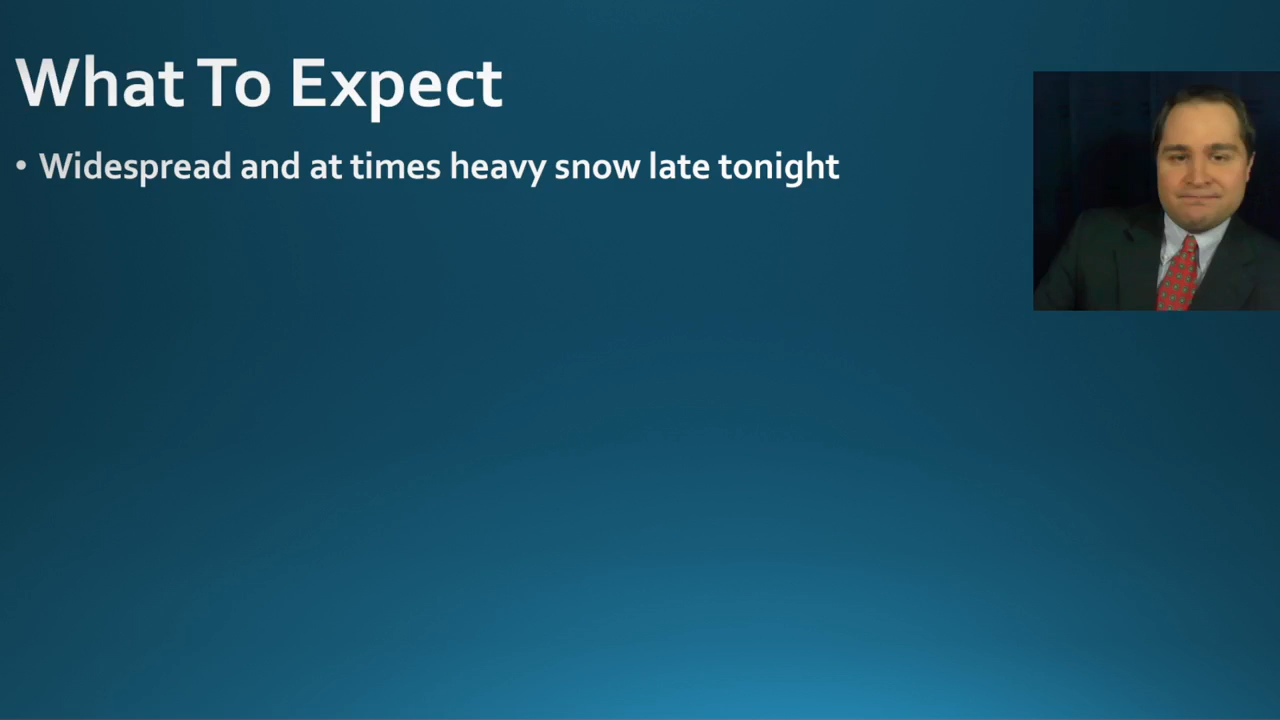 What To Expect
• Widespread and at times heavy snow late tonight